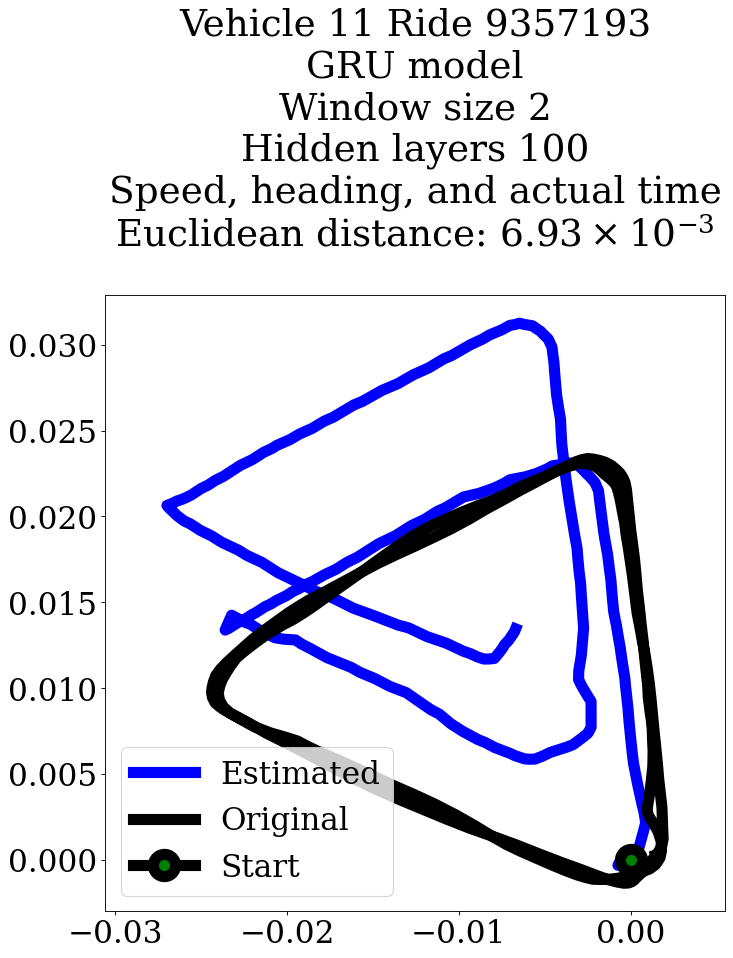 Vehicle 11 Ride 9357193
GRU model
Window size 2
Hidden layers 100
Speed, heading, and actual time
Euclidean distance: 6.93 × 10⁻³
0.030
0.025
0.020
0.015
0.010
0.005
0.000
Estimated
Original
Start
−0.03
−0.02
−0.01
0.00